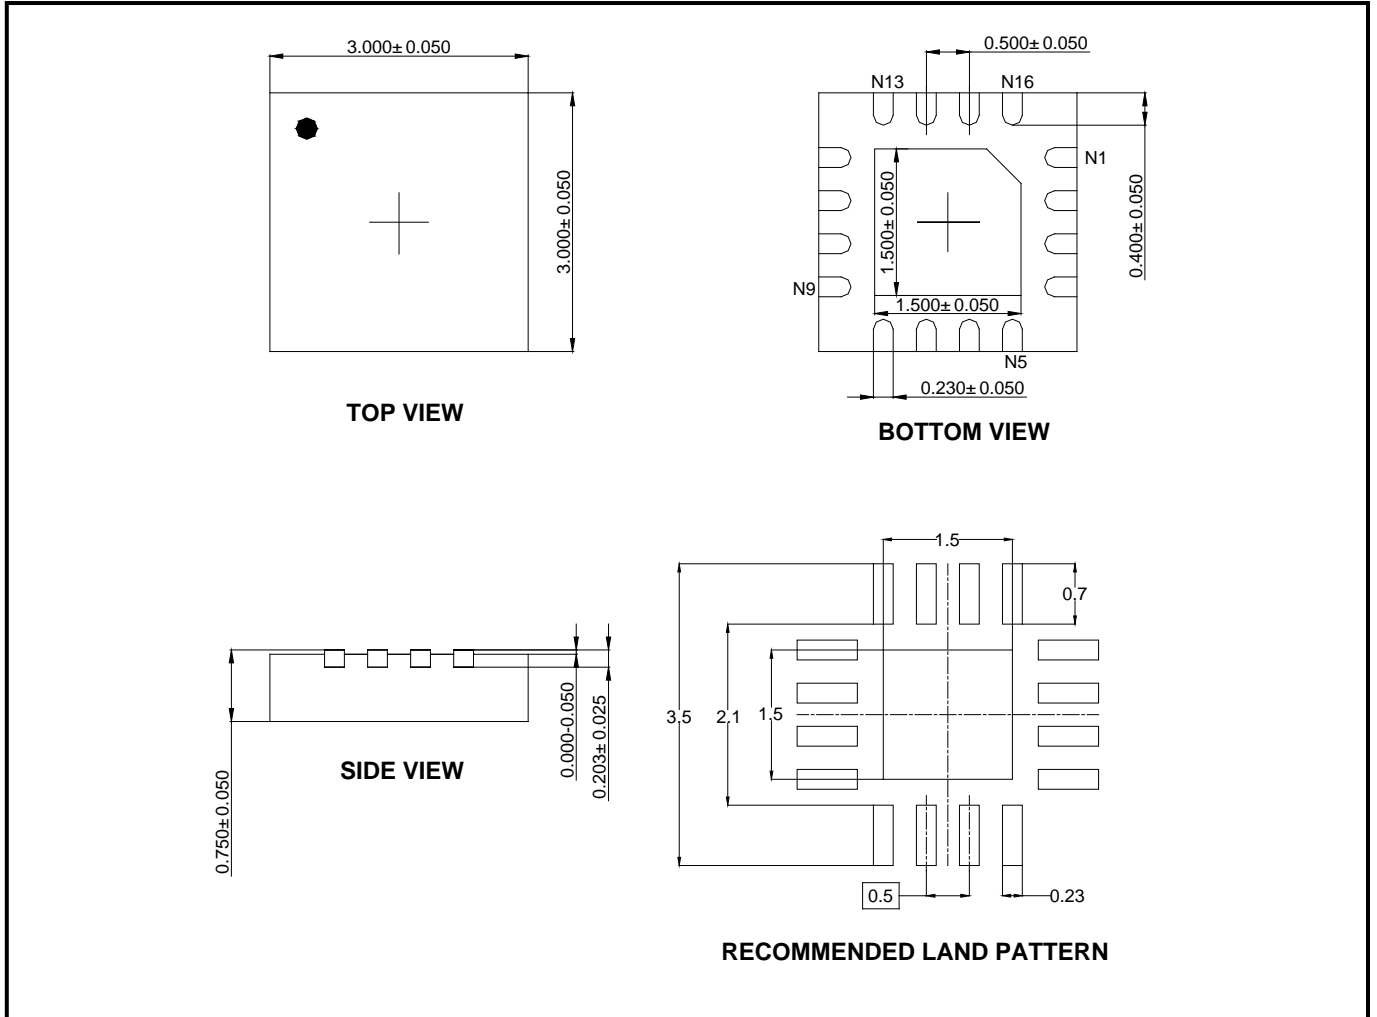 3.000± 0.050
3.000± 0.050
TOP VIEW
0.500± 0.050
N13
N16
N1
0.400± 0.050
1.500± 0.050
1.500± 0.050
N9
N5
0.230± 0.050
BOTTOM VIEW
0.750± 0.050
0.000-0.050
0.203± 0.025
SIDE VIEW
1.5
0.7
3.5
2.1
1.5
0.5
0.23
RECOMMENDED LAND PATTERN